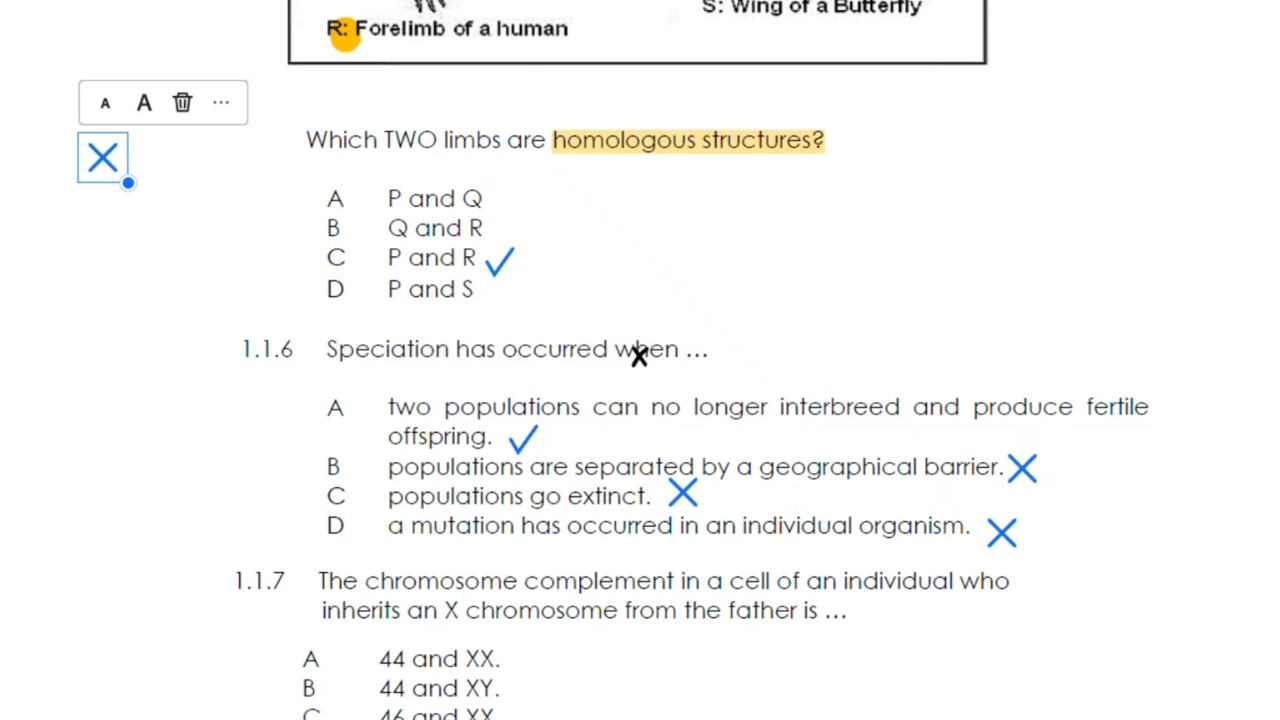 S: Wing of a Butterfly
R: Forelimb of a human
A A ...
Which TWO limbs are homologous structures?
A P and Q
B Q and R
C P and R
D P and S
1.1.6 Speciation has occurred when ...
A two populations can no longer interbreed and produce fertile
offspring.
B populations are separated by a geographical barrier.
C populations go extinct.
D a mutation has occurred in an individual organism.
1.1.7 The chromosome complement in a cell of an individual who
inherits an X chromosome from the father is ...
A 44 and XX.
B 44 and XY.
C 46 and XX